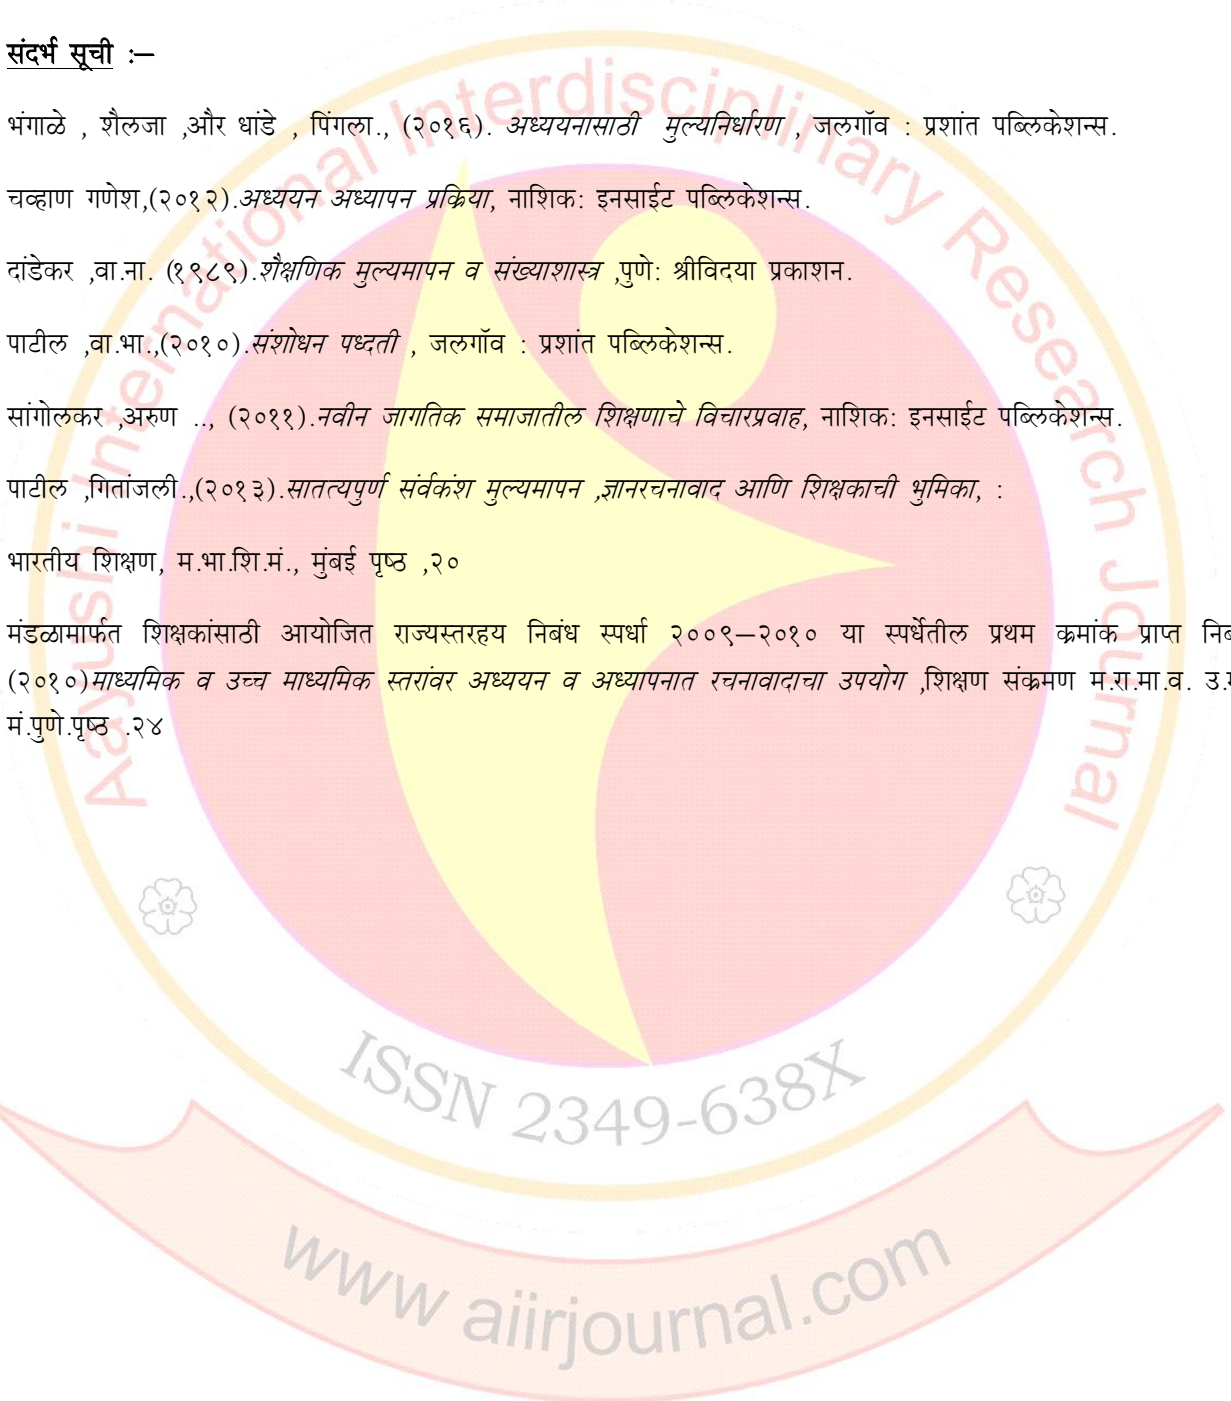 संदर्भ सूची :—
भंगाळे , शैलजा ,और धांडे , पिंगला., (२०१६). अध्ययनासाठी मुल्यनिर्धारण , जलगॉव : प्रशांत पब्लिकेशन्स.
चव्हाण गणेश,(२०१२).अध्ययन अध्यापन प्रक्रिया, नाशिक: इनसाईट पब्लिकेशन्स.
दांडेकर ,वा.ना. (१९८९).शैक्षणिक मुल्यमापन व संख्याशास्त्र ,पुणे: श्रीविदया प्रकाशन.
पाटील ,वा.भा.,(२०१०).संशोधन पध्दती , जलगॉव : प्रशांत पब्लिकेशन्स.
सांगोलकर ,अरुण .., (२०११).नवीन जागतिक समाजातील शिक्षणाचे विचारप्रवाह, नाशिक: इनसाईट पब्लिकेशन्स.
पाटील ,गितांजली.,(२०१३).सातत्यपुर्ण संर्वकंश मुल्यमापन ,ज्ञानरचनावाद आणि शिक्षकाची भुमिका, :
भारतीय शिक्षण, म.भा.शि.मं., मुंबई पृष्ठ ,२०
मंडळामार्फत शिक्षकांसाठी आयोजित राज्यस्तरहय निबंध स्पर्धा २००९—२०१० या स्पर्धेतील प्रथम क्रमांक प्राप्त
(२०१०)माध्यमिक व उच्च माध्यमिक स्तरांवर अध्ययन व अध्यापनात रचनावादाचा उपयोग ,शिक्षण संक्रमण म.रा.मा.व. उ.
मं.पुणे.पृष्ठ .२४
Aayushi International Interdisciplinary Research Journal
ISSN 2349-638X
www aiirjournal.com